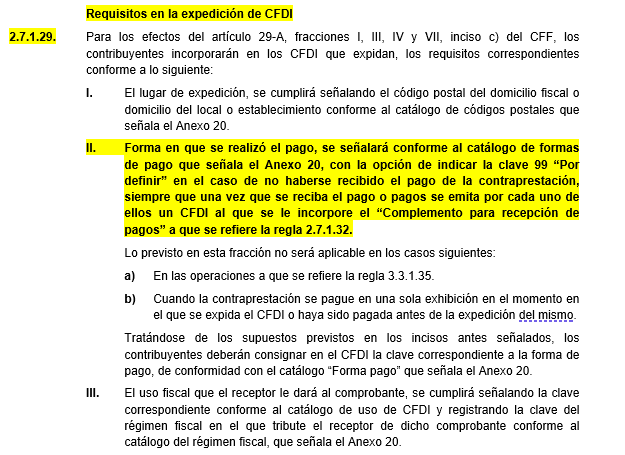 Requisitos en la expedición de CFDI
2.7.1.29. Para los efectos del artículo 29-A, fracciones I, III, IV y VII, inciso c) del CFF, los
contribuyentes incorporarán en los CFDI que expidan, los requisitos correspondientes
conforme a lo siguiente:
I. El lugar de expedición, se cumplirá señalando el código postal del domicilio fiscal o
domicilio del local o establecimiento conforme al catálogo de códigos postales que
señala el Anexo 20.
II. Forma en que se realizó el pago, se señalará conforme al catálogo de formas
de pago que señala el Anexo 20, con la opción de indicar la clave 99 “Por
definir” en el caso de no haberse recibido el pago de la contraprestación,
siempre que una vez que se reciba el pago o pagos se emita por cada uno de
ellos un CFDI al que se le incorpore el “Complemento para recepción de
pagos” a que se refiere la regla 2.7.1.32.
Lo previsto en esta fracción no será aplicable en los casos siguientes:
a) En las operaciones a que se refiere la regla 3.3.1.35.
b) Cuando la contraprestación se pague en una sola exhibición en el momento en
el que se expida el CFDI o haya sido pagada antes de la expedición del mismo.
Tratándose de los supuestos previstos en los incisos antes señalados, los
contribuyentes deberán consignar en el CFDI la clave correspondiente a la forma de
pago, de conformidad con el catálogo “Forma pago” que señala el Anexo 20.
III. El uso fiscal que el receptor le dará al comprobante, se cumplirá señalando la clave
correspondiente conforme al catálogo de uso de CFDI y registrando la clave del
régimen fiscal en el que tribute el receptor de dicho comprobante conforme al
catálogo del régimen fiscal, que señala el Anexo 20.